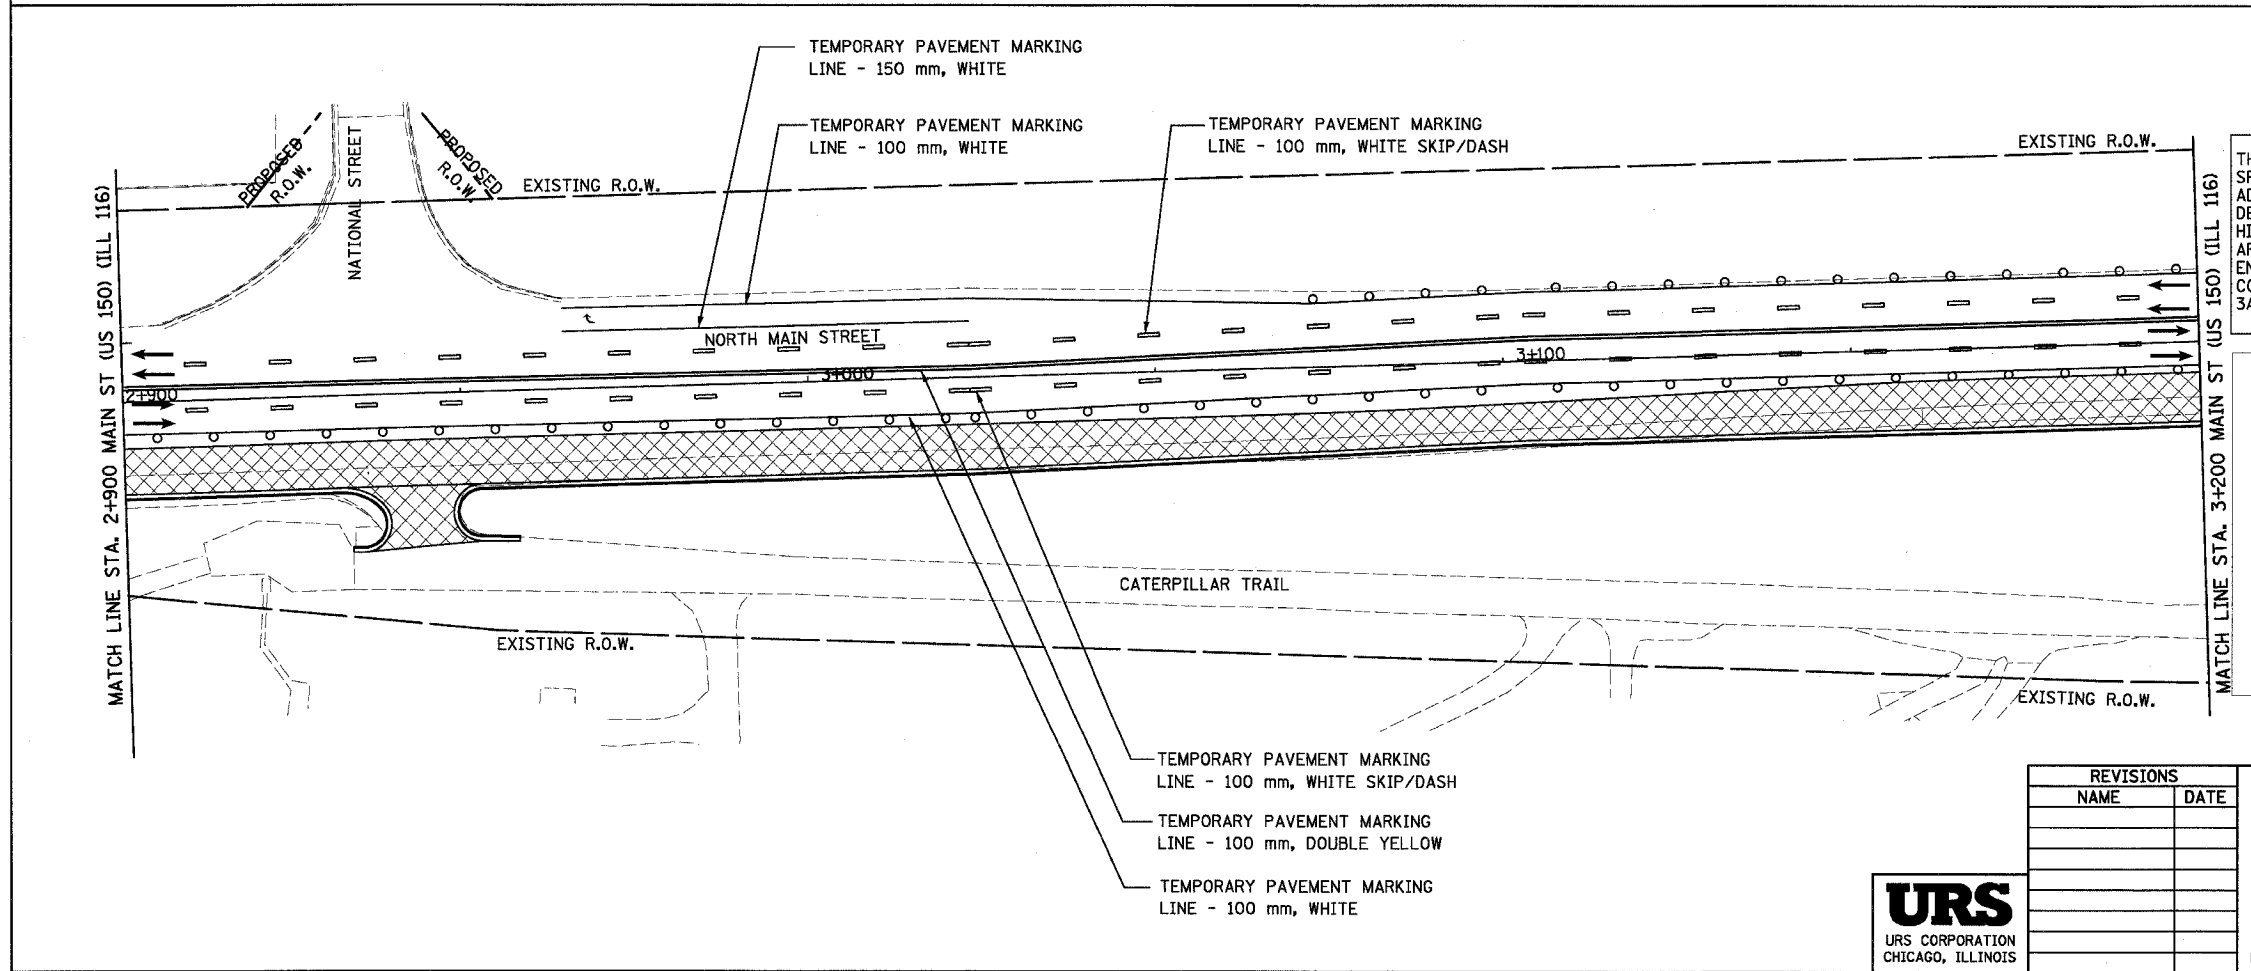 TEMPORARY PAVEMENT MARKING
LINE - 150 mm, WHITE
TEMPORARY PAVEMENT MARKING
LINE - 100 mm, WHITE
TEMPORARY PAVEMENT MARKING
LINE - 100 mm, WHITE SKIP/DASH
EXISTING R.O.W.
PROPOSED
R.O.W.
NATIONAL STREET
PROPOSED
R.O.W.
EXISTING R.O.W.
MATCH LINE STA. 2+900 MAIN ST (US 150) (ILL 116)
NORTH MAIN STREET
2+900
3+000
3+100
MATCH LINE STA. 3+200 MAIN ST (US 150) (ILL 116)
CATERPILLAR TRAIL
EXISTING R.O.W.
EXISTING R.O.W.
TEMPORARY PAVEMENT MARKING
LINE - 100 mm, WHITE SKIP/DASH
TEMPORARY PAVEMENT MARKING
LINE - 100 mm, DOUBLE YELLOW
TEMPORARY PAVEMENT MARKING
LINE - 100 mm, WHITE
REVISIONS
NAME DATE
URS
URS CORPORATION
CHICAGO, ILLINOIS